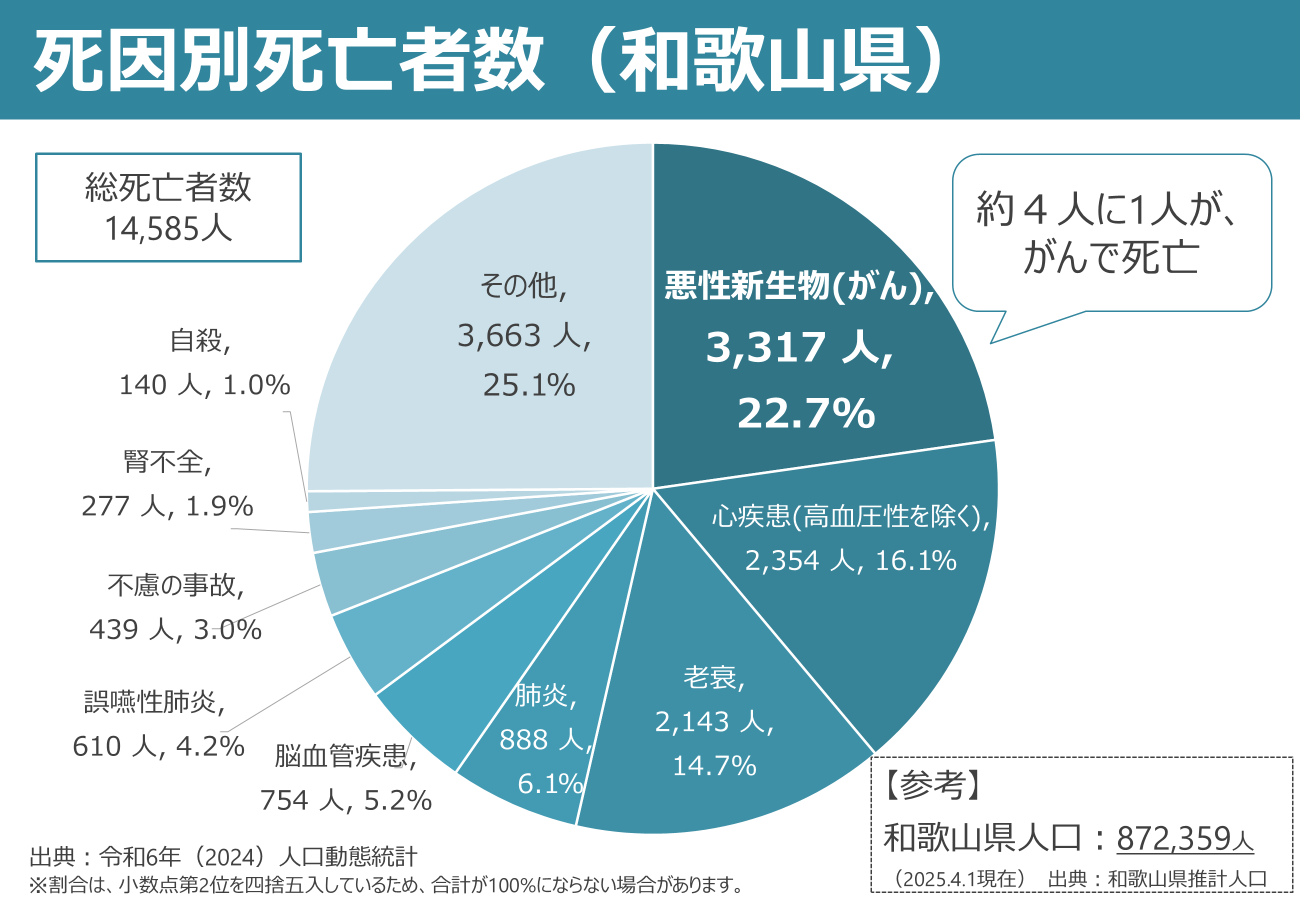 死因別死亡者数（和歌山県）
総死亡者数
14,585人
約４人に1人が、
がんで死亡
悪性新生物(がん),
3,317 人,
22.7%
心疾患(高血圧性を除く),
2,354 人, 16.1%
老衰,
2,143 人,
14.7%
肺炎,
888 人,
6.1%
脳血管疾患,
754 人, 5.2%
誤嚥性肺炎,
610 人, 4.2%
不慮の事故,
439 人, 3.0%
腎不全,
277 人, 1.9%
自殺,
140 人, 1.0%
その他,
3,663 人,
25.1%
【参考】
和歌山県人口：872,359人
（2025.4.1現在） 出典：和歌山県推計人口
出典：令和6年（2024）人口動態統計
※割合は、小数点第2位を四捨五入しているため、合計が100%にならない場合があります。